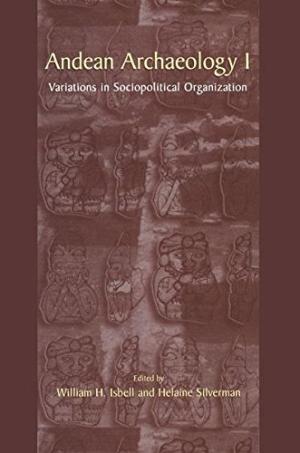 Andean Archaeology I
Variations in Sociopolitical Organization
Edited by
William H. Isbell and Helaine Silverman